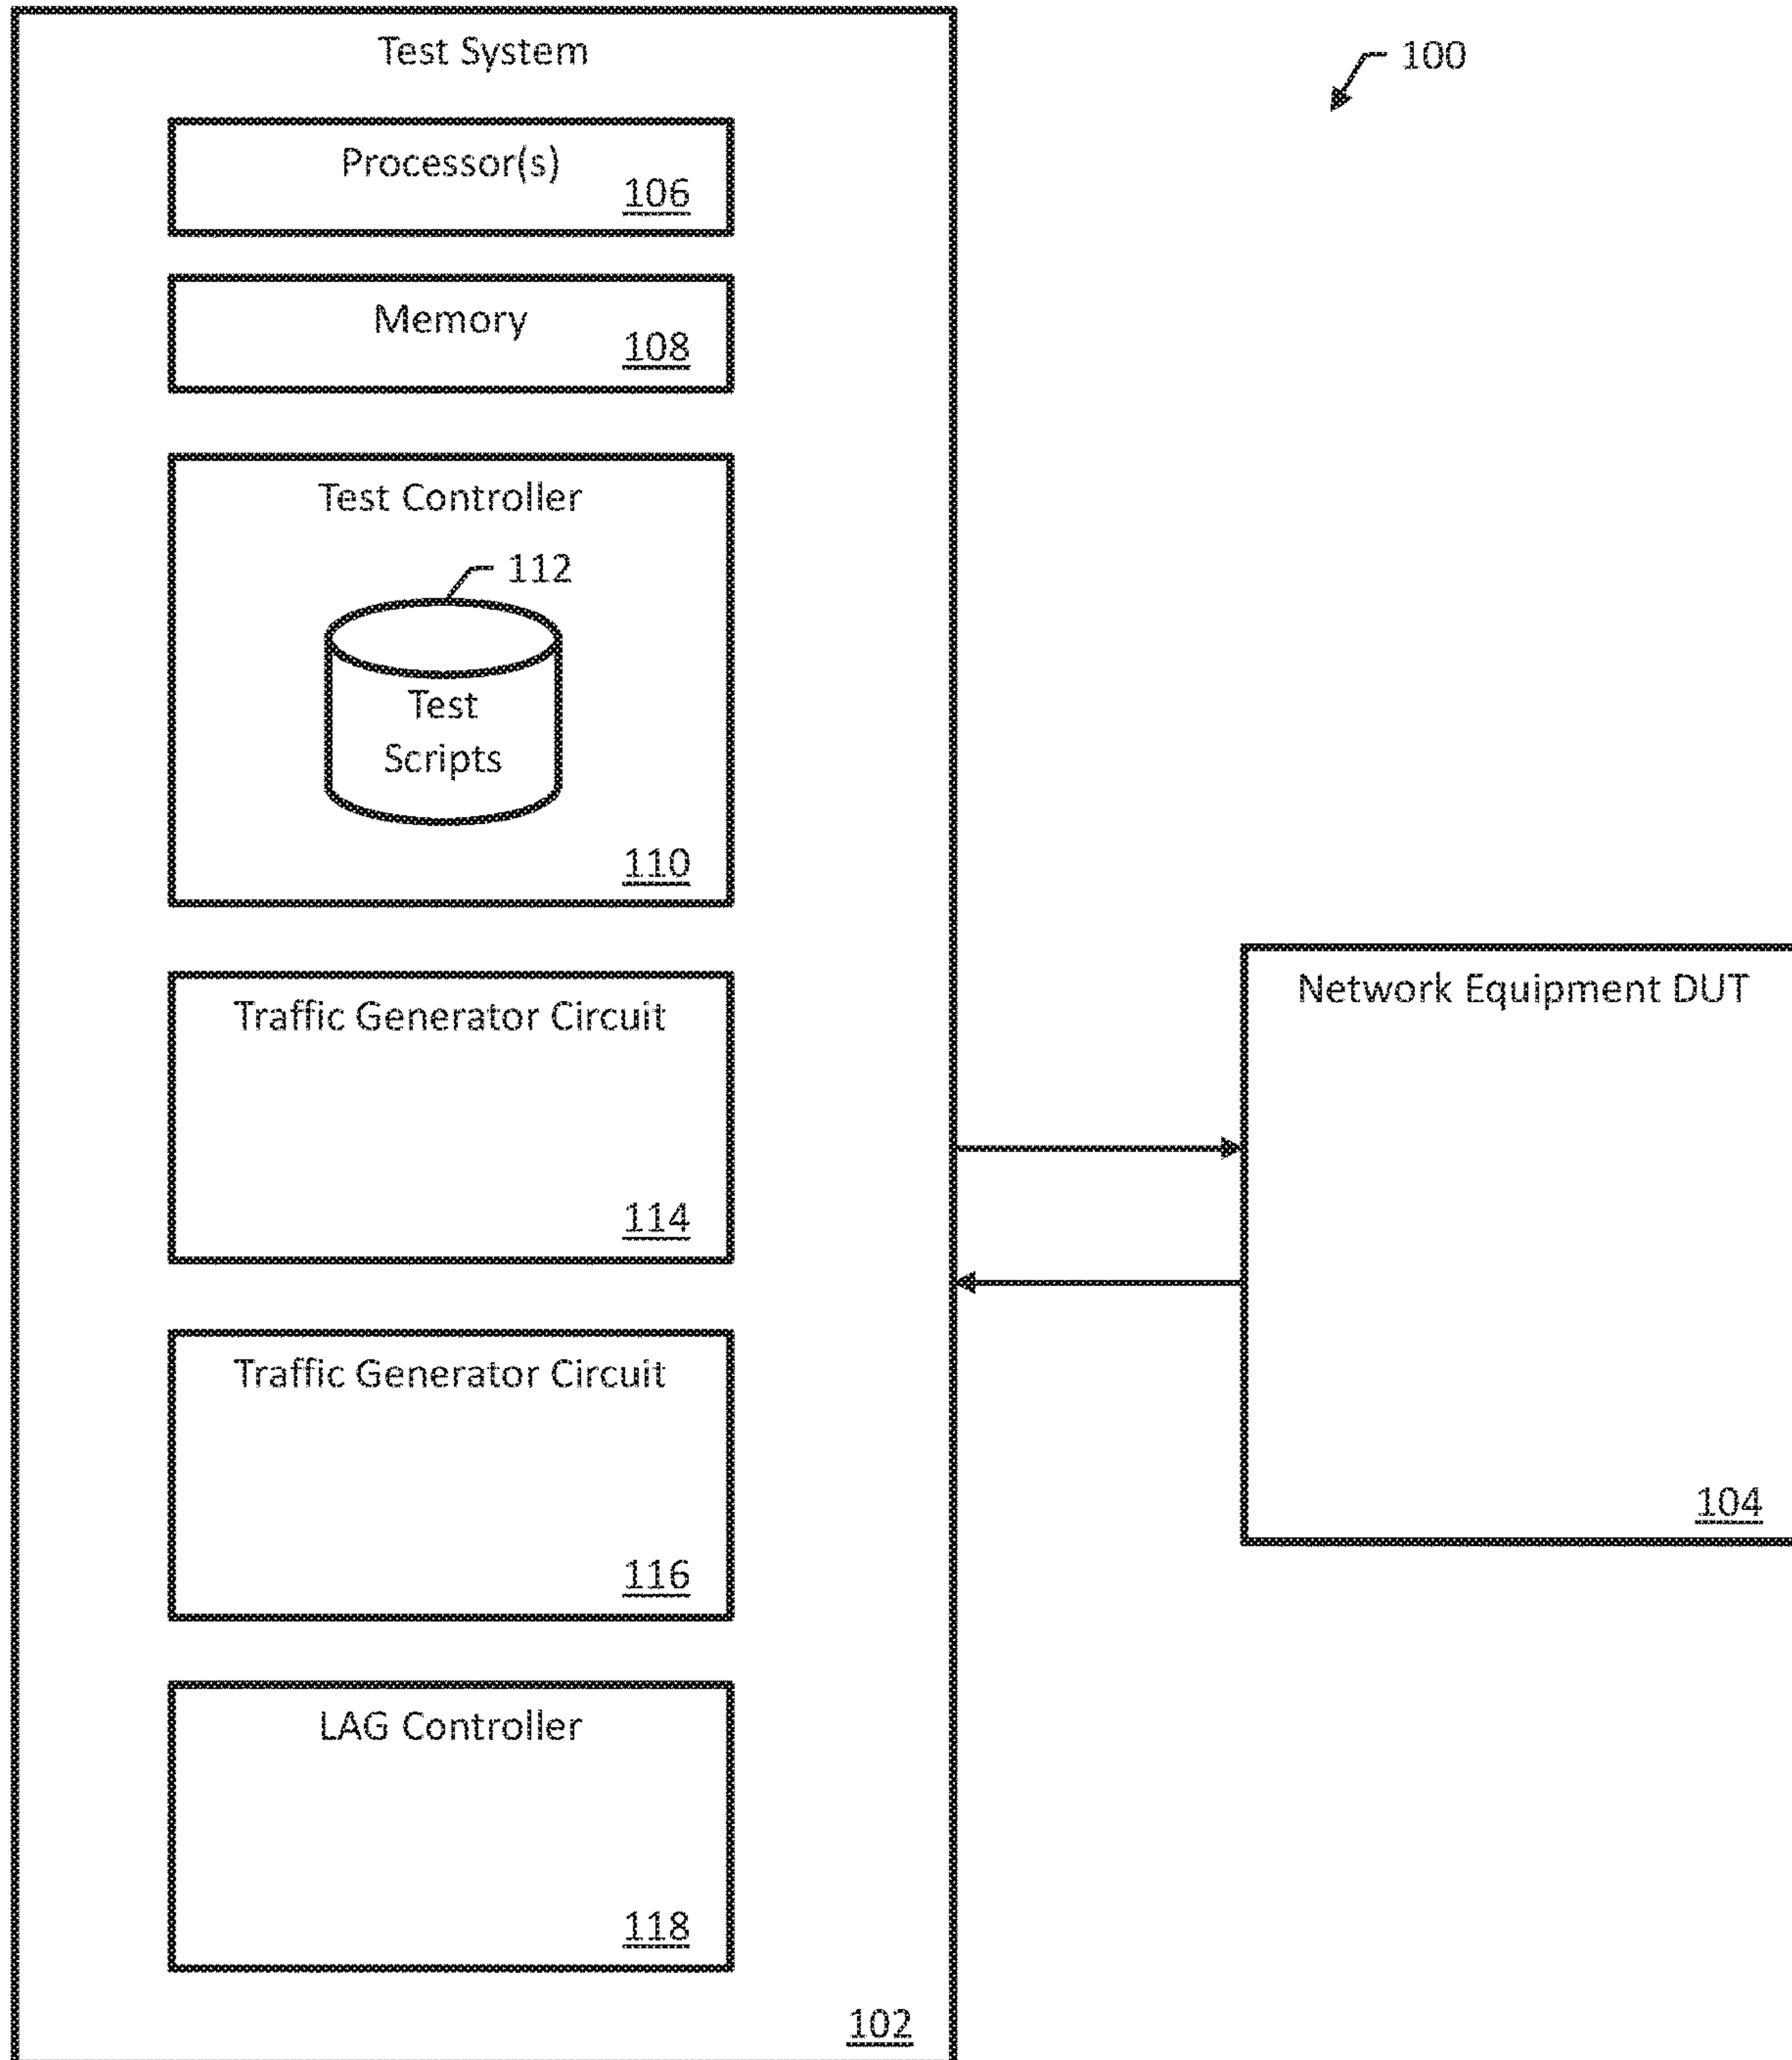 Test System
100
Processor(s)
106
Memory
108
Test Controller
112
Test
Scripts
110
Traffic Generator Circuit
114
Network Equipment DUT
104
Traffic Generator Circuit
116
LAG Controller
118
102